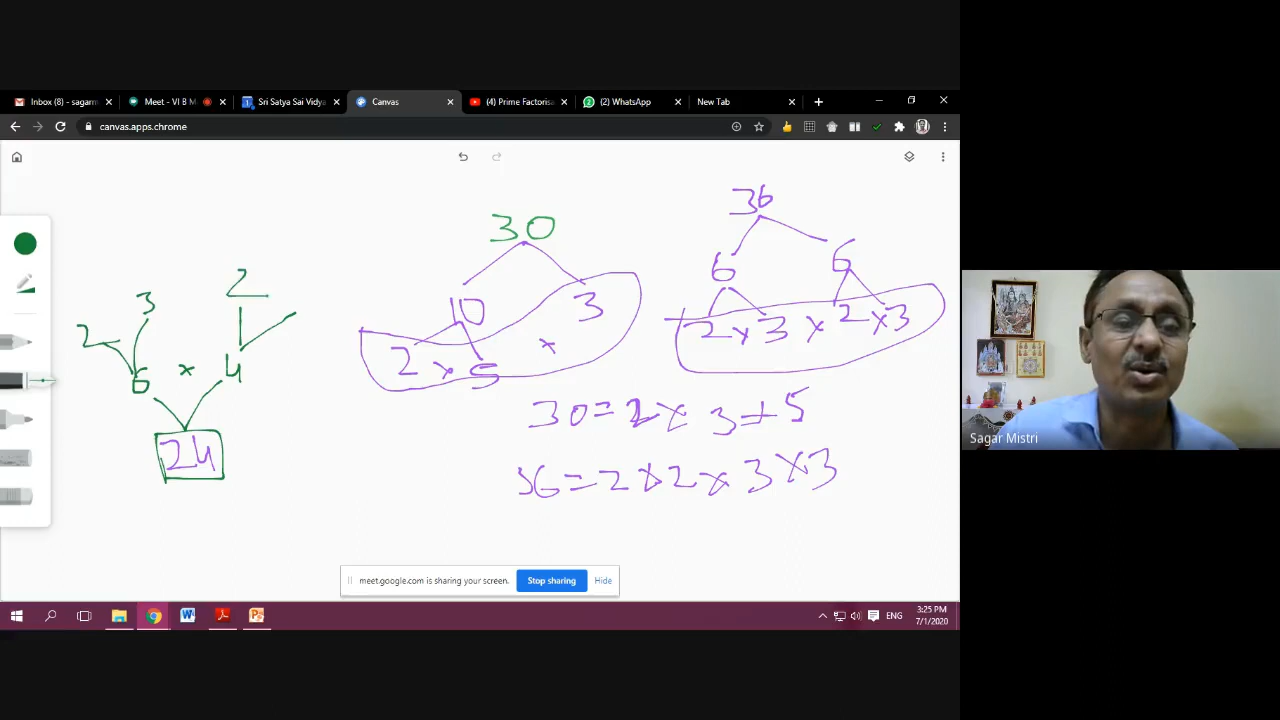 Inbox (8) - sagarm
Meet - VI B M
Sri Satya Sai Vidya
Canvas
(4) Prime Factorisa
(2) WhatsApp
New Tab
canvas.apps.chrome
36
30
6 6
2 × 3 × 2 × 3
10 3
2 × 5 ×
2 3 2
6 × 4
24
30 = 2 × 3 × 5
36 = 2 × 2 × 3 × 3
Sagar Mistri
meet.google.com is sharing your screen. Stop sharing Hide
ENG
3:25 PM
7/1/2020